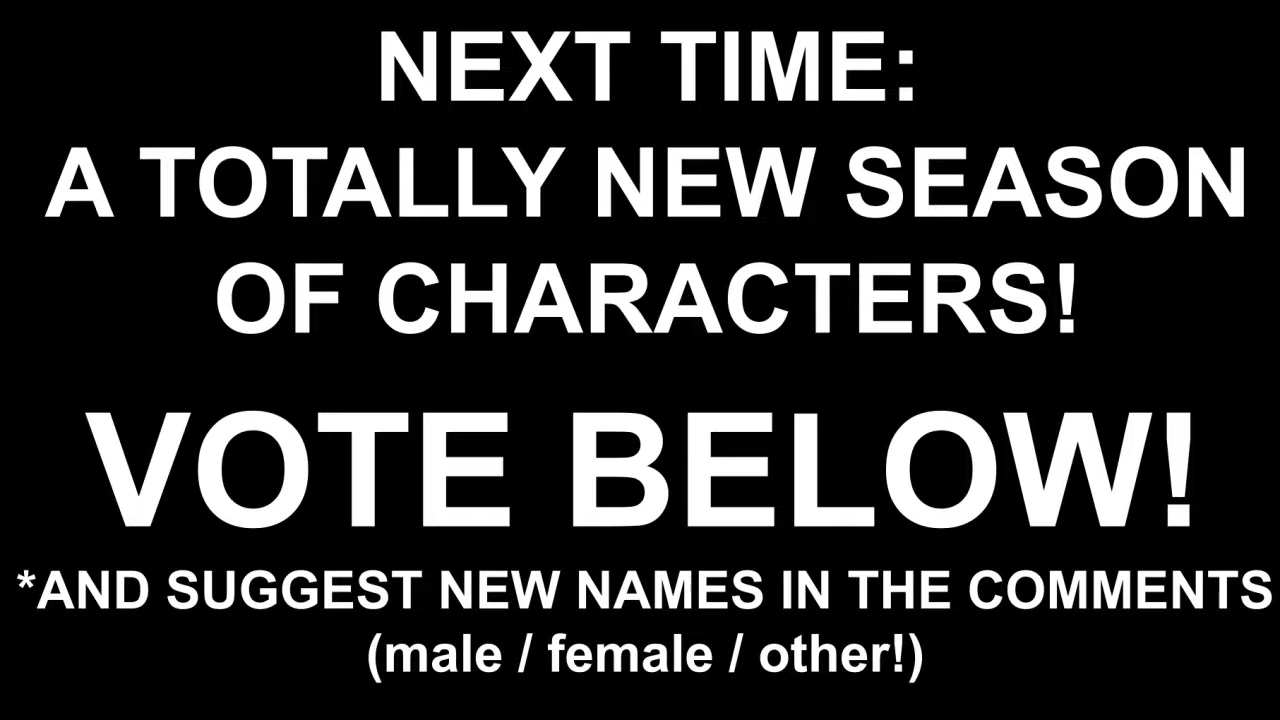 NEXT TIME:
A TOTALLY NEW SEASON
OF CHARACTERS!
VOTE BELOW!
*AND SUGGEST NEW NAMES IN THE COMMENTS
(male / female / other!)